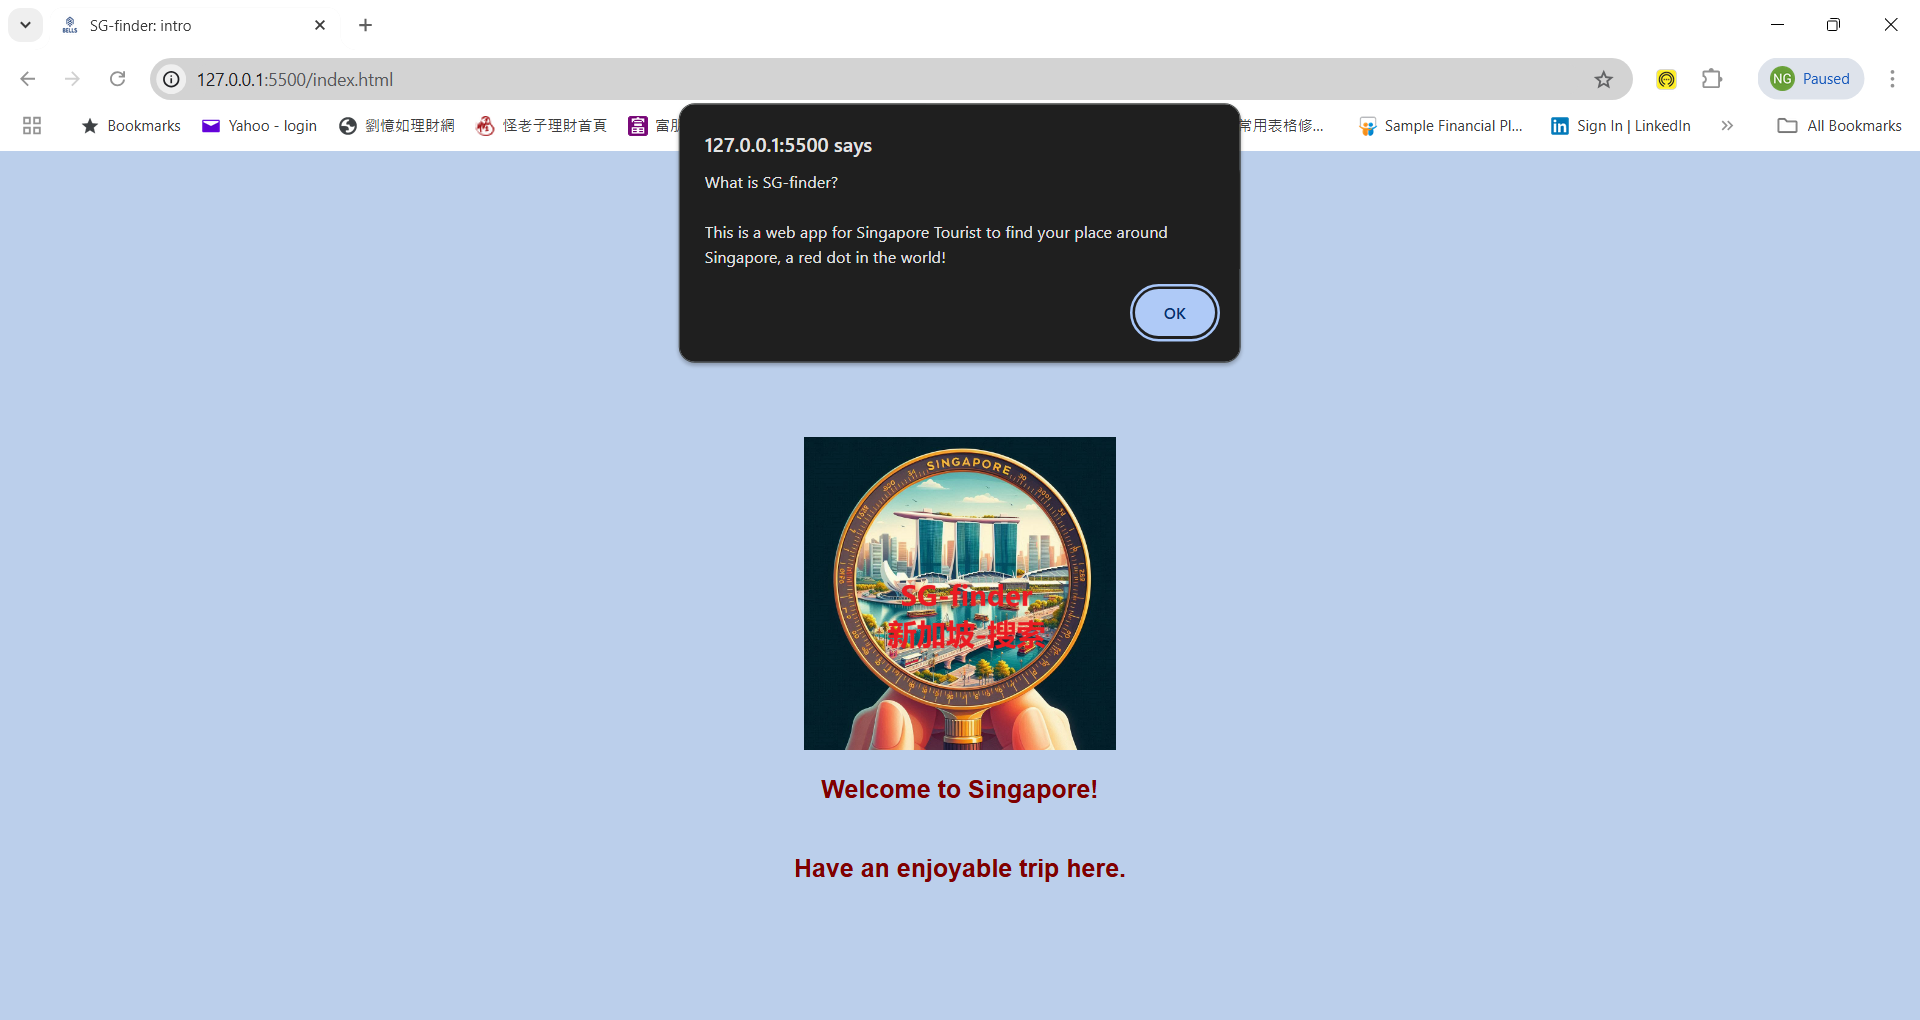 SG-finder: intro
127.0.0.1:5500/index.html
NG Paused
Bookmarks
Yahoo - login
劉憶如理財網
怪老子理財首頁
富
常用表格修...
Sample Financial Pl...
Sign In | LinkedIn
All Bookmarks
127.0.0.1:5500 says
What is SG-finder?
This is a web app for Singapore Tourist to find your place around
Singapore, a red dot in the world!
OK
SINGAPORE
SG-finder
新加坡-搜索
Welcome to Singapore!
Have an enjoyable trip here.